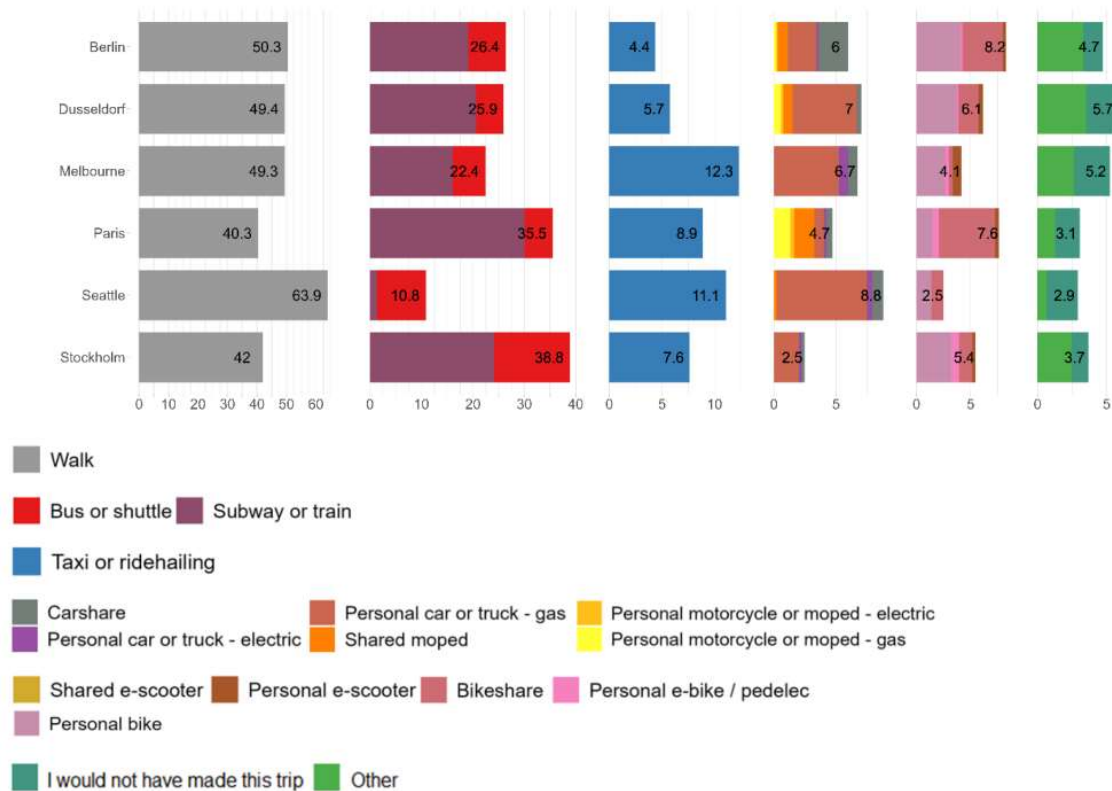 Berlin 50.3 26.4 4.4 6 8.2 4.7
Dusseldorf 49.4 25.9 5.7 7 6.1 5.7
Melbourne 49.3 22.4 12.3 6.7 4.1 5.2
Paris 40.3 35.5 8.9 4.7 7.6 3.1
Seattle 63.9 10.8 11.1 8.8 2.5 2.9
Stockholm 42 38.8 7.6 2.5 5.4 3.7
0 10 20 30 40 50 60 0 10 20 30 40 0 5 10 0 5 0 5 0 5
Walk
Bus or shuttle Subway or train
Taxi or ridehailing
Carshare Personal car or truck - gas Personal motorcycle or moped - electric
Personal car or truck - electric Shared moped Personal motorcycle or moped - gas
Shared e-scooter Personal e-scooter Bikeshare Personal e-bike / pedelec
Personal bike
I would not have made this trip Other